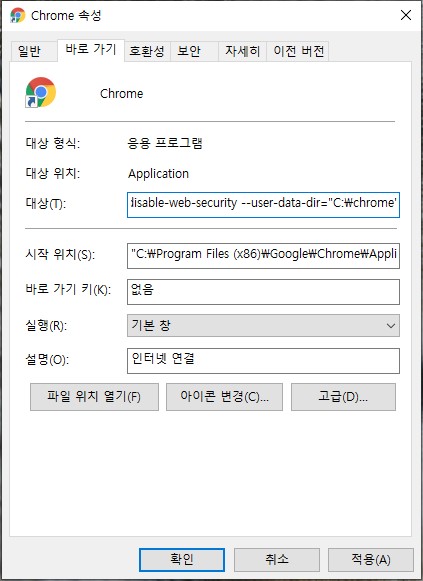 Chrome 속성
일반 바로 가기 호환성 보안 자세히 이전 버전
Chrome
대상 형식: 응용 프로그램
대상 위치: Application
대상(T): disable-web-security --user-data-dir="C:₩chrome"
시작 위치(S): "C:₩Program Files (x86)₩Google₩Chrome₩Appli
바로 가기 키(K): 없음
실행(R): 기본 창
설명(O): 인터넷 연결
파일 위치 열기(F) 아이콘 변경(C)... 고급(D)...
확인 취소 적용(A)